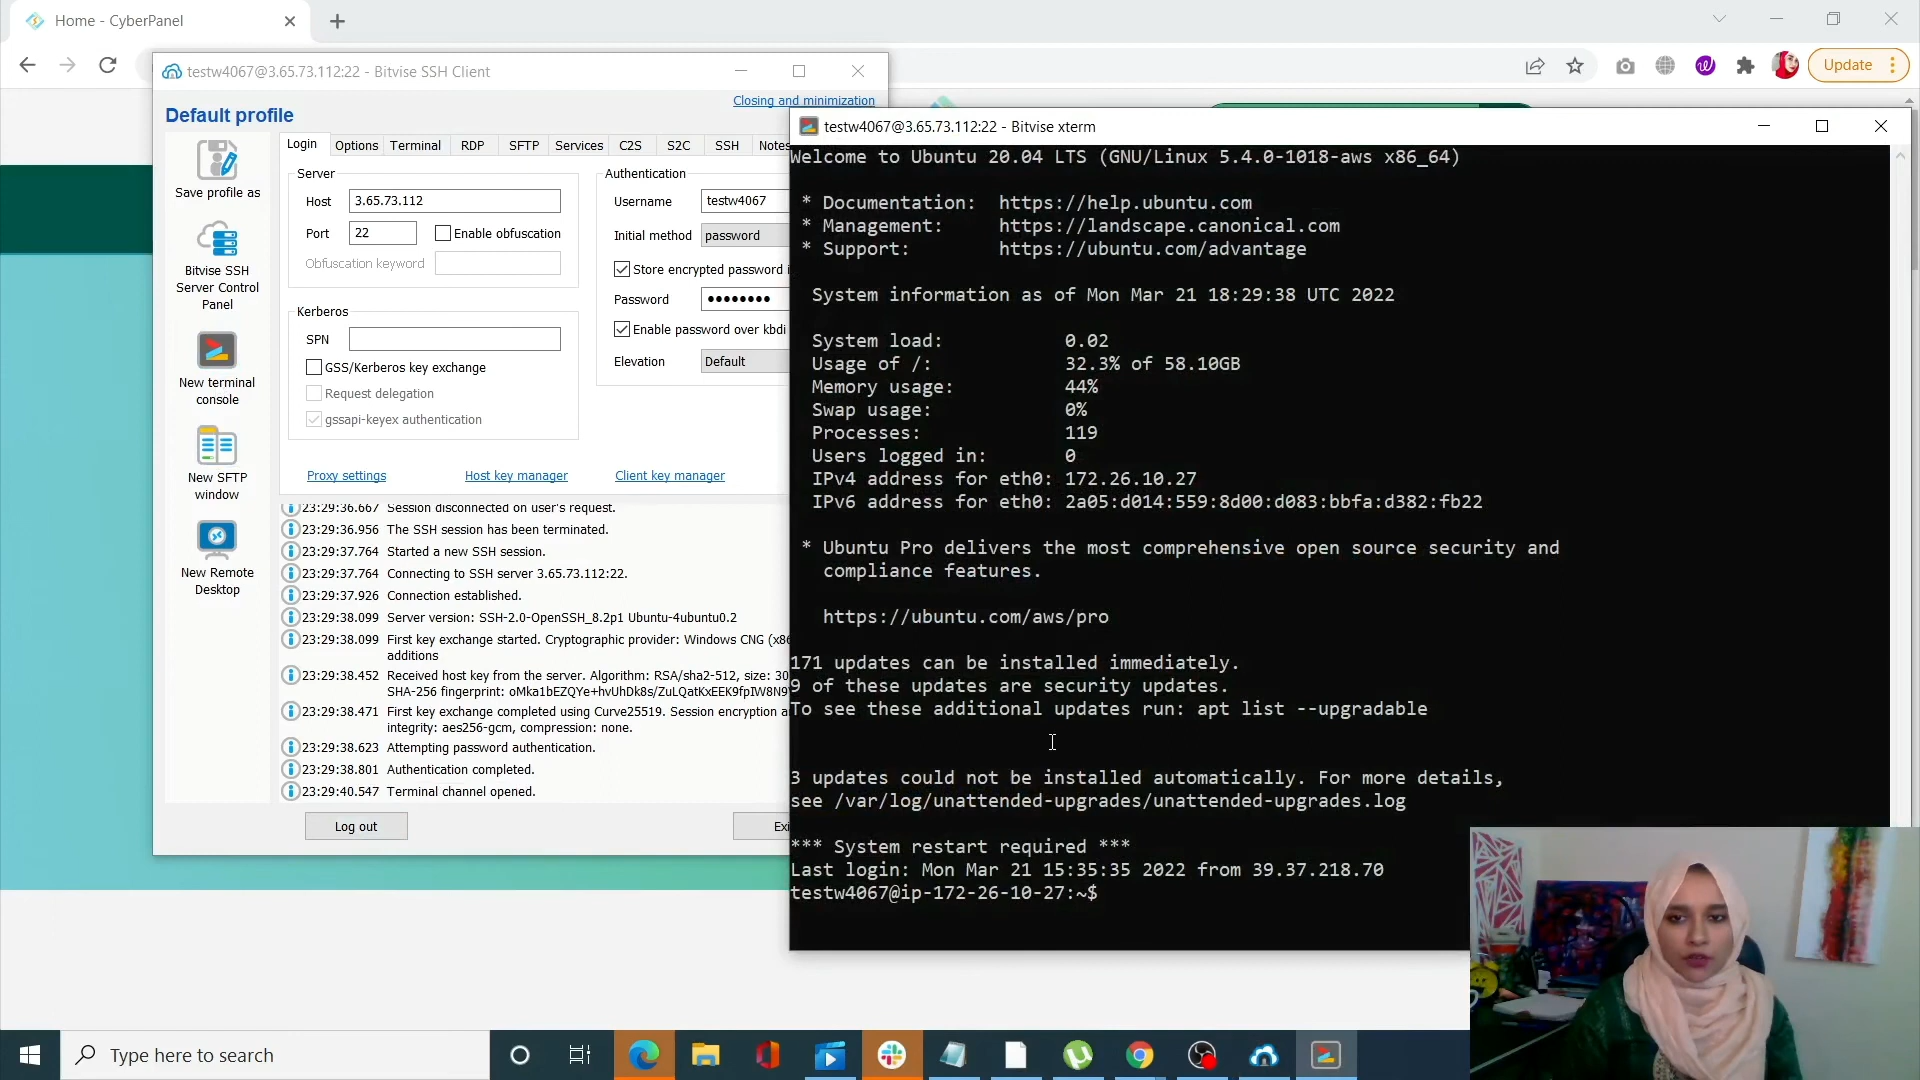 Home - CyberPanel
Update
testw4067@3.65.73.112:22 - Bitvise SSH Client
Closing and minimization
Default profile
Save profile as
Bitvise SSH
Server Control
Panel
New terminal
console
New SFTP
window
New Remote
Desktop
Login
Options
Terminal
RDP
SFTP
Services
C2S
S2C
SSH
Notes
Server
Host
3.65.73.112
Port
22
Enable obfuscation
Obfuscation keyword
Kerberos
SPN
GSS/Kerberos key exchange
Request delegation
gssapi-keyex authentication
Authentication
Username
testw4067
Initial method
password
Store encrypted password i
Password
Enable password over kbdi
Elevation
Default
Proxy settings
Host key manager
Client key manager
23:29:36.667 Session disconnected on user's request.
23:29:36.956 The SSH session has been terminated.
23:29:37.764 Started a new SSH session.
23:29:37.764 Connecting to SSH server 3.65.73.112:22.
23:29:37.926 Connection established.
23:29:38.099 Server version: SSH-2.0-OpenSSH_8.2p1 Ubuntu-4ubuntu0.2
23:29:38.099 First key exchange started. Cryptographic provider: Windows CNG (x86
additions
23:29:38.452 Received host key from the server. Algorithm: RSA/sha2-512, size: 30
SHA-256 fingerprint: oMka1bEZQYe+hvUhDk8s/ZuLQatKxEEK9fpIW8N9
23:29:38.471 First key exchange completed using Curve25519. Session encryption a
integrity: aes256-gcm, compression: none.
23:29:38.623 Attempting password authentication.
23:29:38.801 Authentication completed.
23:29:40.547 Terminal channel opened.
Log out
Exi
testw4067@3.65.73.112:22 - Bitvise xterm
Welcome to Ubuntu 20.04 LTS (GNU/Linux 5.4.0-1018-aws x86_64)
* Documentation: https://help.ubuntu.com
* Management: https://landscape.canonical.com
* Support: https://ubuntu.com/advantage
System information as of Mon Mar 21 18:29:38 UTC 2022
System load: 0.02
Usage of /: 32.3% of 58.10GB
Memory usage: 44%
Swap usage: 0%
Processes: 119
Users logged in: 0
IPv4 address for eth0: 172.26.10.27
IPv6 address for eth0: 2a05:d014:559:8d00:d083:bbfa:d382:fb22
* Ubuntu Pro delivers the most comprehensive open source security and
compliance features.
https://ubuntu.com/aws/pro
171 updates can be installed immediately.
9 of these updates are security updates.
To see these additional updates run: apt list --upgradable
3 updates could not be installed automatically. For more details,
see /var/log/unattended-upgrades/unattended-upgrades.log
*** System restart required ***
Last login: Mon Mar 21 15:35:35 2022 from 39.37.218.70
testw4067@ip-172-26-10-27:~$
Type here to search